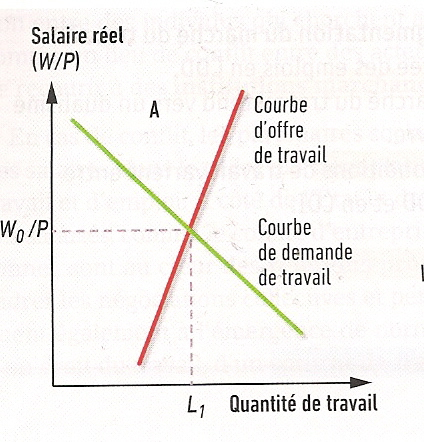 Salaire réel
(W/P)
A
Courbe
d'offre
de travail
W₀/P
Courbe
de demande
de travail
L₁
Quantité de travail